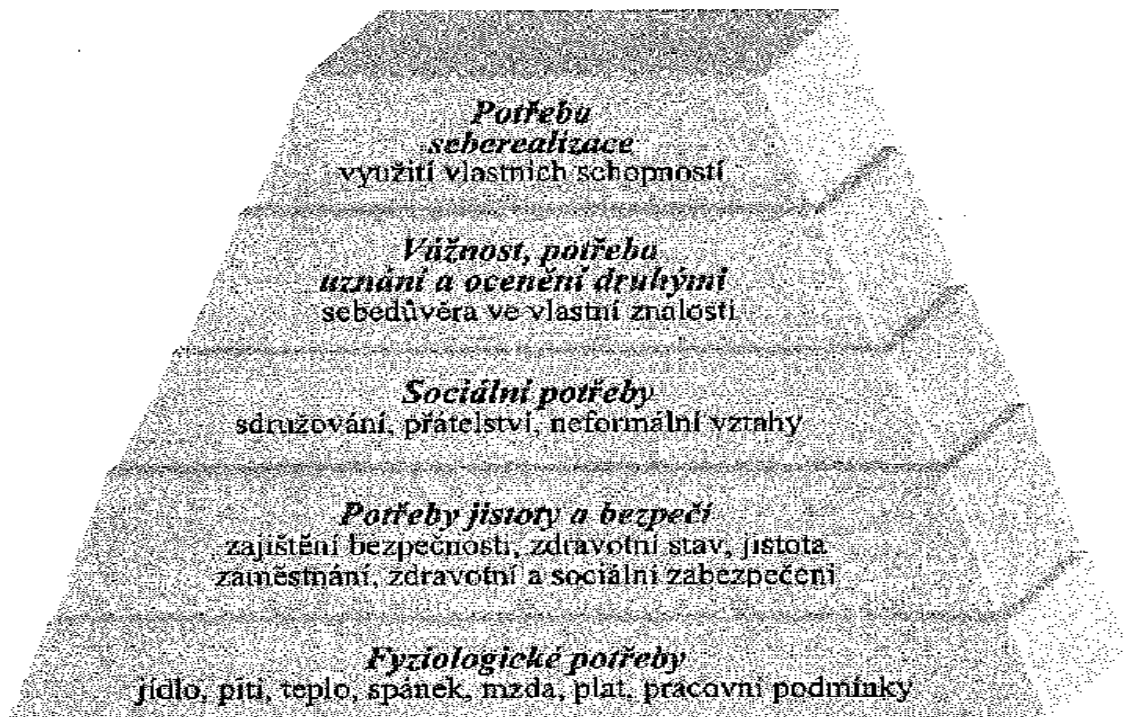 Potřeba
seberealizace
využití vlastních schopností
Vážnost, potřeba
uznání a ocenění druhými
sebedůvěra ve vlastní znalosti
Sociální potřeby
sdružování, přátelství, neformální vztahy
Potřeby jistoty a bezpečí
zajištění bezpečnosti, zdravotní stav, jistota
zaměstnání, zdravotní a sociální zabezpečení
Fyziologické potřeby
jídlo, pití, teplo, spánek, mzda, plat, pracovní podmínky